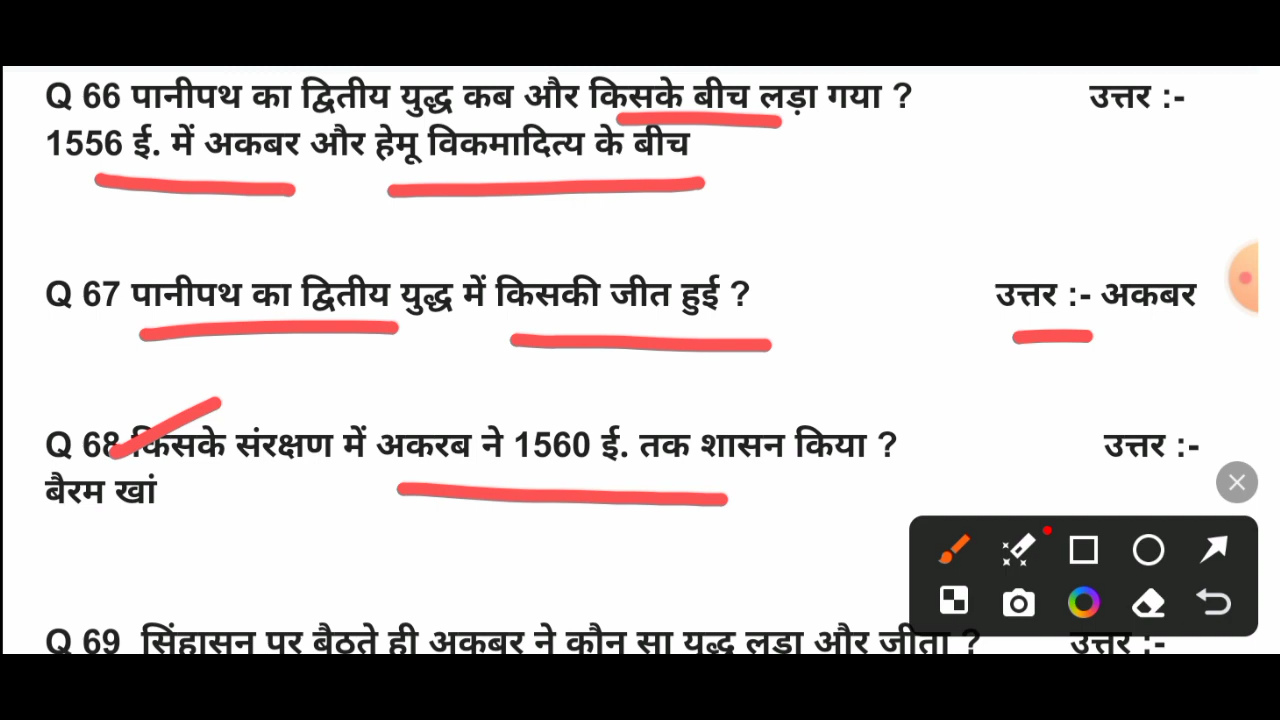 Q 66 पानीपथ का द्वितीय युद्ध कब और किसके बीच लड़ा गया ? उत्तर :-
1556 ई. में अकबर और हेमू विकमादित्य के बीच
Q 67 पानीपथ का द्वितीय युद्ध में किसकी जीत हुई ? उत्तर :- अकबर
Q 68 किसके संरक्षण में अकरब ने 1560 ई. तक शासन किया ? उत्तर :-
बैरम खां
Q 69 सिंहासन पर बैठते ही अकबर ने कौन सा युद्ध लड़ा और जीता ? उत्तर :-